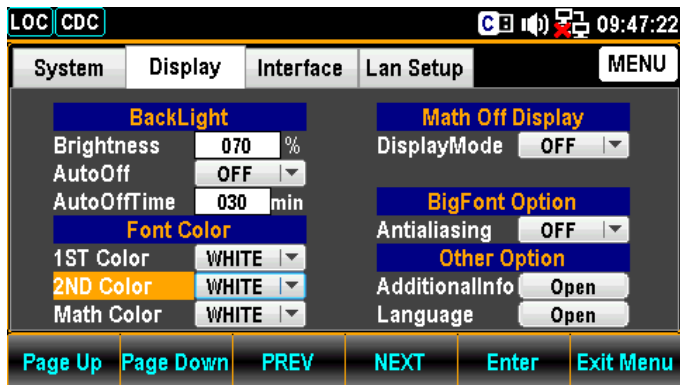 LOC CDC C 09:47:22
System Display Interface Lan Setup MENU
BackLight
Brightness 070 %
AutoOff OFF
AutoOffTime 030 min
Font Color
1ST Color WHITE
2ND Color WHITE
Math Color WHITE
Math Off Display
DisplayMode OFF
BigFont Option
Antialiasing OFF
Other Option
AdditionalInfo Open
Language Open
Page Up Page Down PREV NEXT Enter Exit Menu